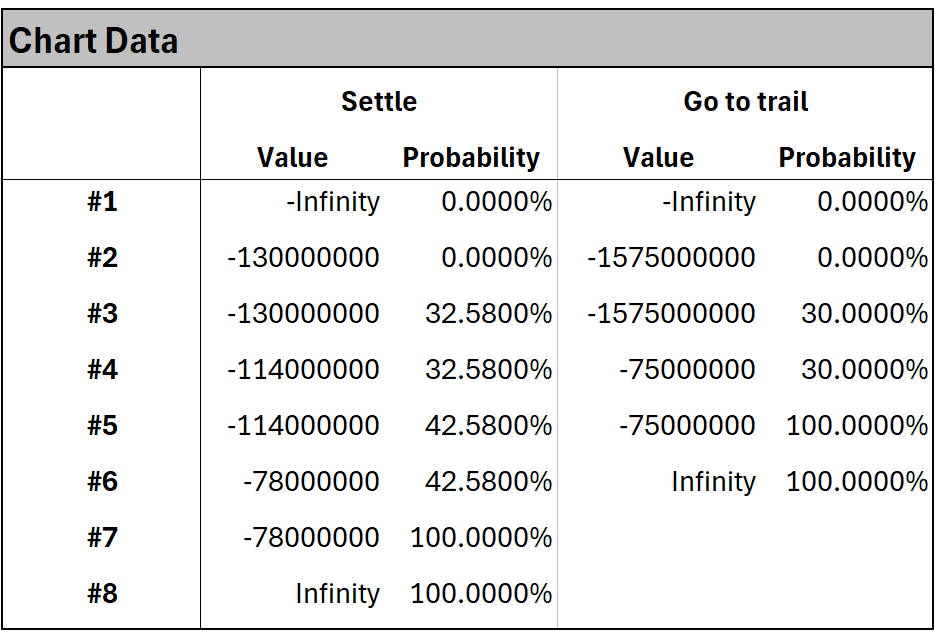 Chart Data
Settle Go to trail
Value Probability Value Probability
#1 -Infinity 0.0000% -Infinity 0.0000%
#2 -130000000 0.0000% -1575000000 0.0000%
#3 -130000000 32.5800% -1575000000 30.0000%
#4 -114000000 32.5800% -75000000 30.0000%
#5 -114000000 42.5800% -75000000 100.0000%
#6 -78000000 42.5800% Infinity 100.0000%
#7 -78000000 100.0000%
#8 Infinity 100.0000%